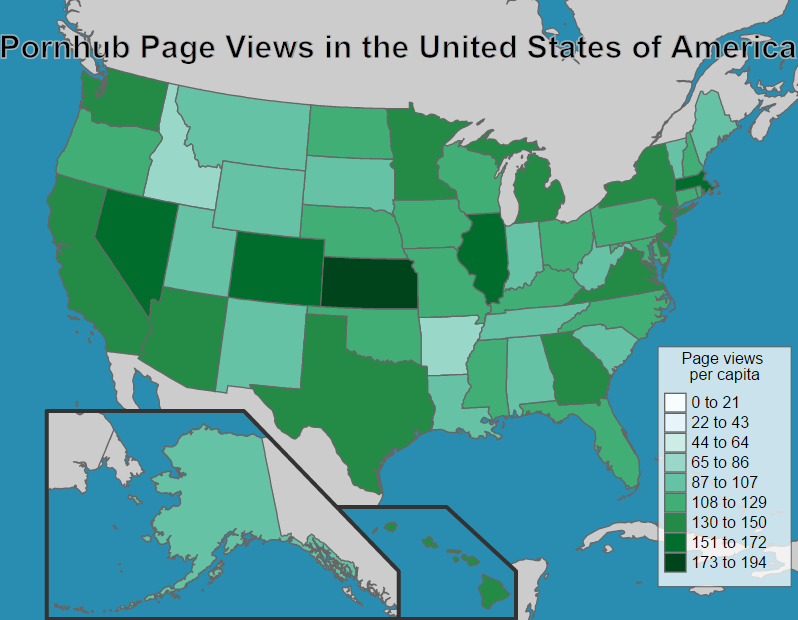 Pornhub Page Views in the United States of America
Page views
per capita
0 to 21
22 to 43
44 to 64
65 to 86
87 to 107
108 to 129
130 to 150
151 to 172
173 to 194